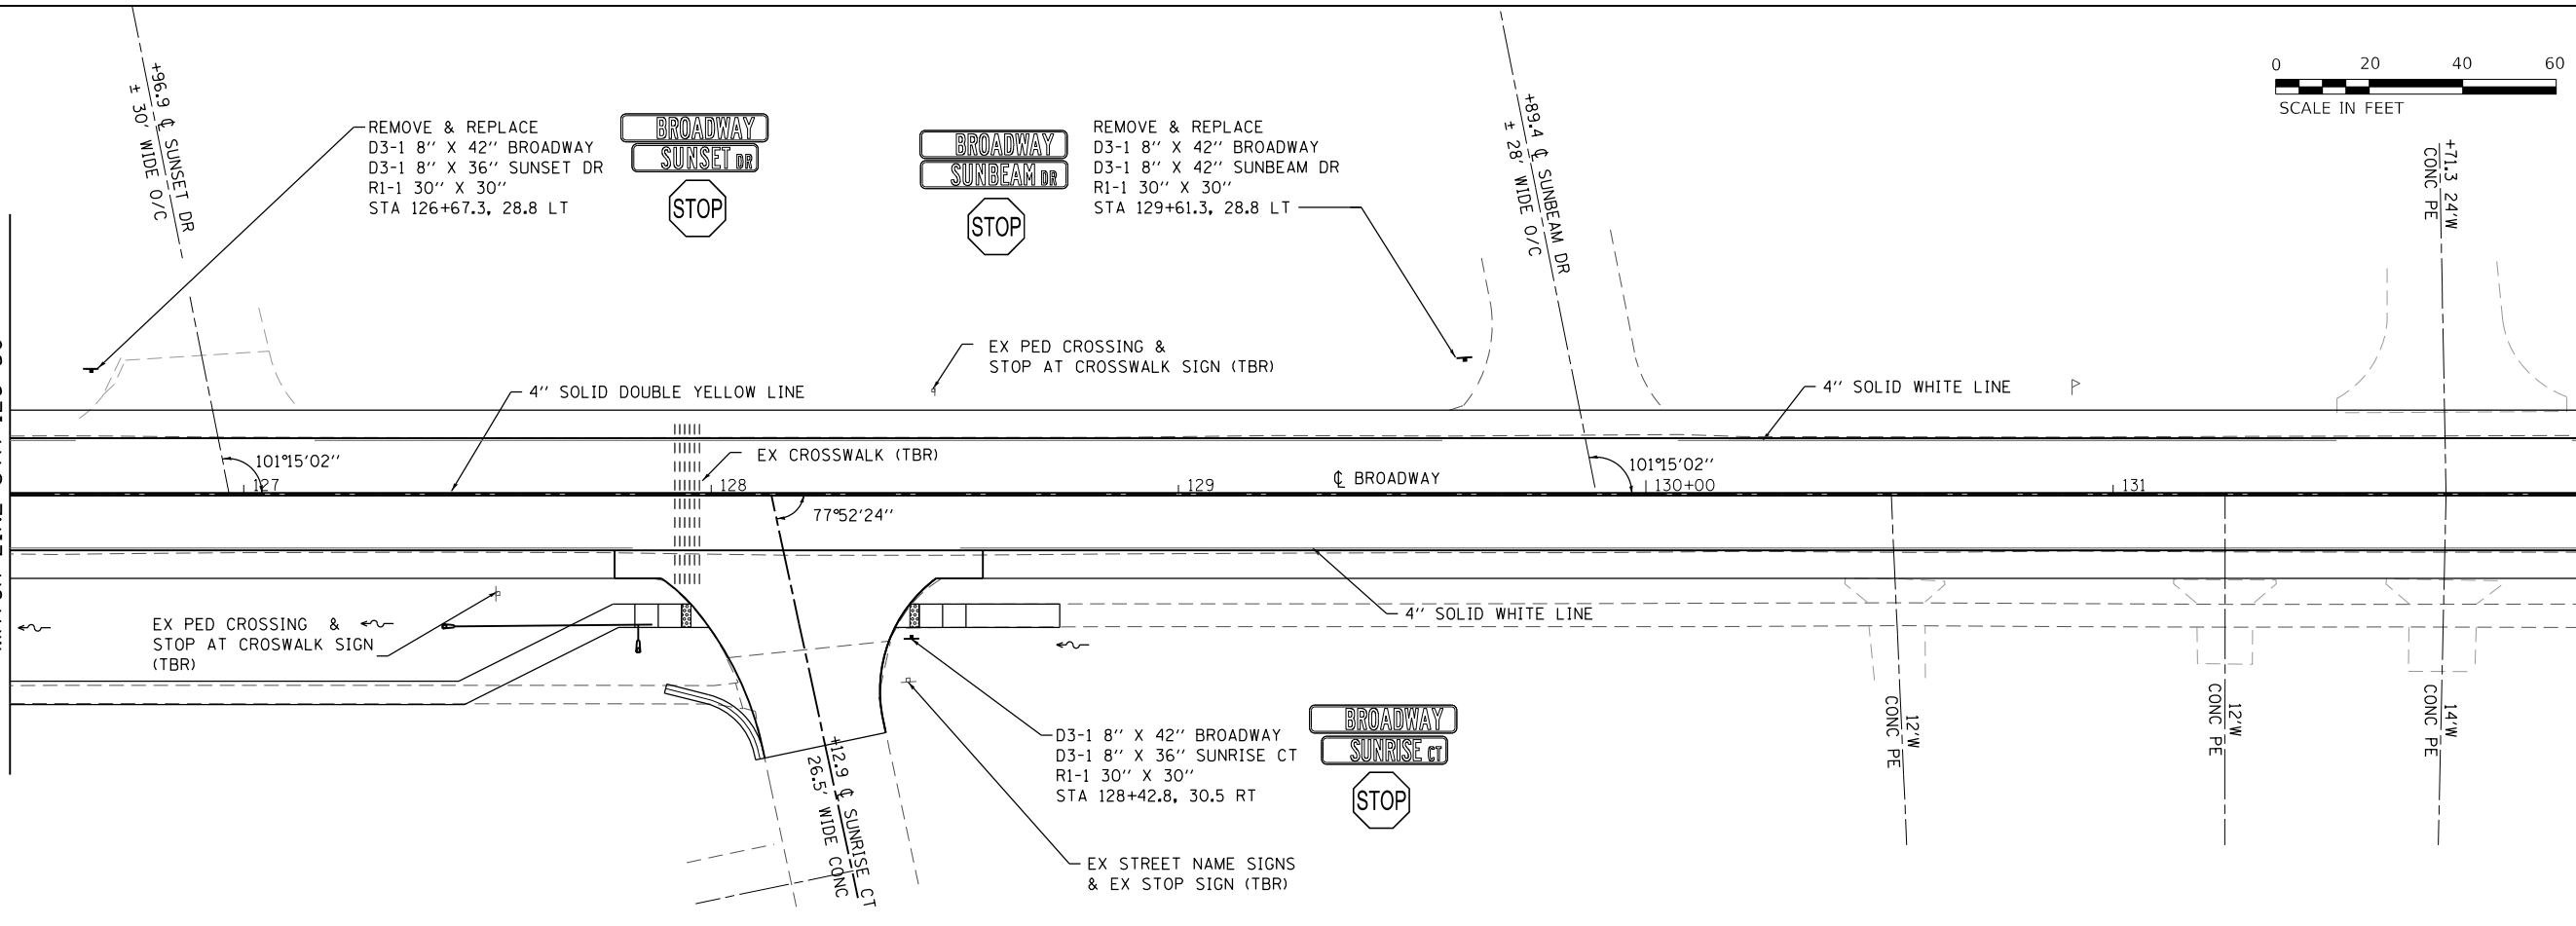 +96.9 ℄ SUNSET DR
± 30' WIDE O/C
REMOVE & REPLACE
D3-1 8'' X 42'' BROADWAY
D3-1 8'' X 36'' SUNSET DR
R1-1 30'' X 30''
STA 126+67.3, 28.8 LT
BROADWAY
SUNSET DR
STOP
BROADWAY
SUNBEAM DR
STOP
REMOVE & REPLACE
D3-1 8'' X 42'' BROADWAY
D3-1 8'' X 42'' SUNBEAM DR
R1-1 30'' X 30''
STA 129+61.3, 28.8 LT
+89.4 ℄ SUNBEAM DR
± 28' WIDE O/C
0 20 40 60
SCALE IN FEET
+71.3 24'W
CONC PE
EX PED CROSSING &
STOP AT CROSSWALK SIGN (TBR)
4'' SOLID DOUBLE YELLOW LINE
4'' SOLID WHITE LINE
101°15'02''
EX CROSSWALK (TBR)
℄ BROADWAY
101°15'02''
127
128
129
130+00
131
77°52'24''
EX PED CROSSING &
STOP AT CROSWALK SIGN
(TBR)
4'' SOLID WHITE LINE
12'W
CONC PE
12'W
CONC PE
14'W
CONC PE
+12.9 ℄ SUNRISE CT
26.5' WIDE CONC
D3-1 8'' X 42'' BROADWAY
D3-1 8'' X 36'' SUNRISE CT
R1-1 30'' X 30''
STA 128+42.8, 30.5 RT
BROADWAY
SUNRISE CT
STOP
EX STREET NAME SIGNS
& EX STOP SIGN (TBR)